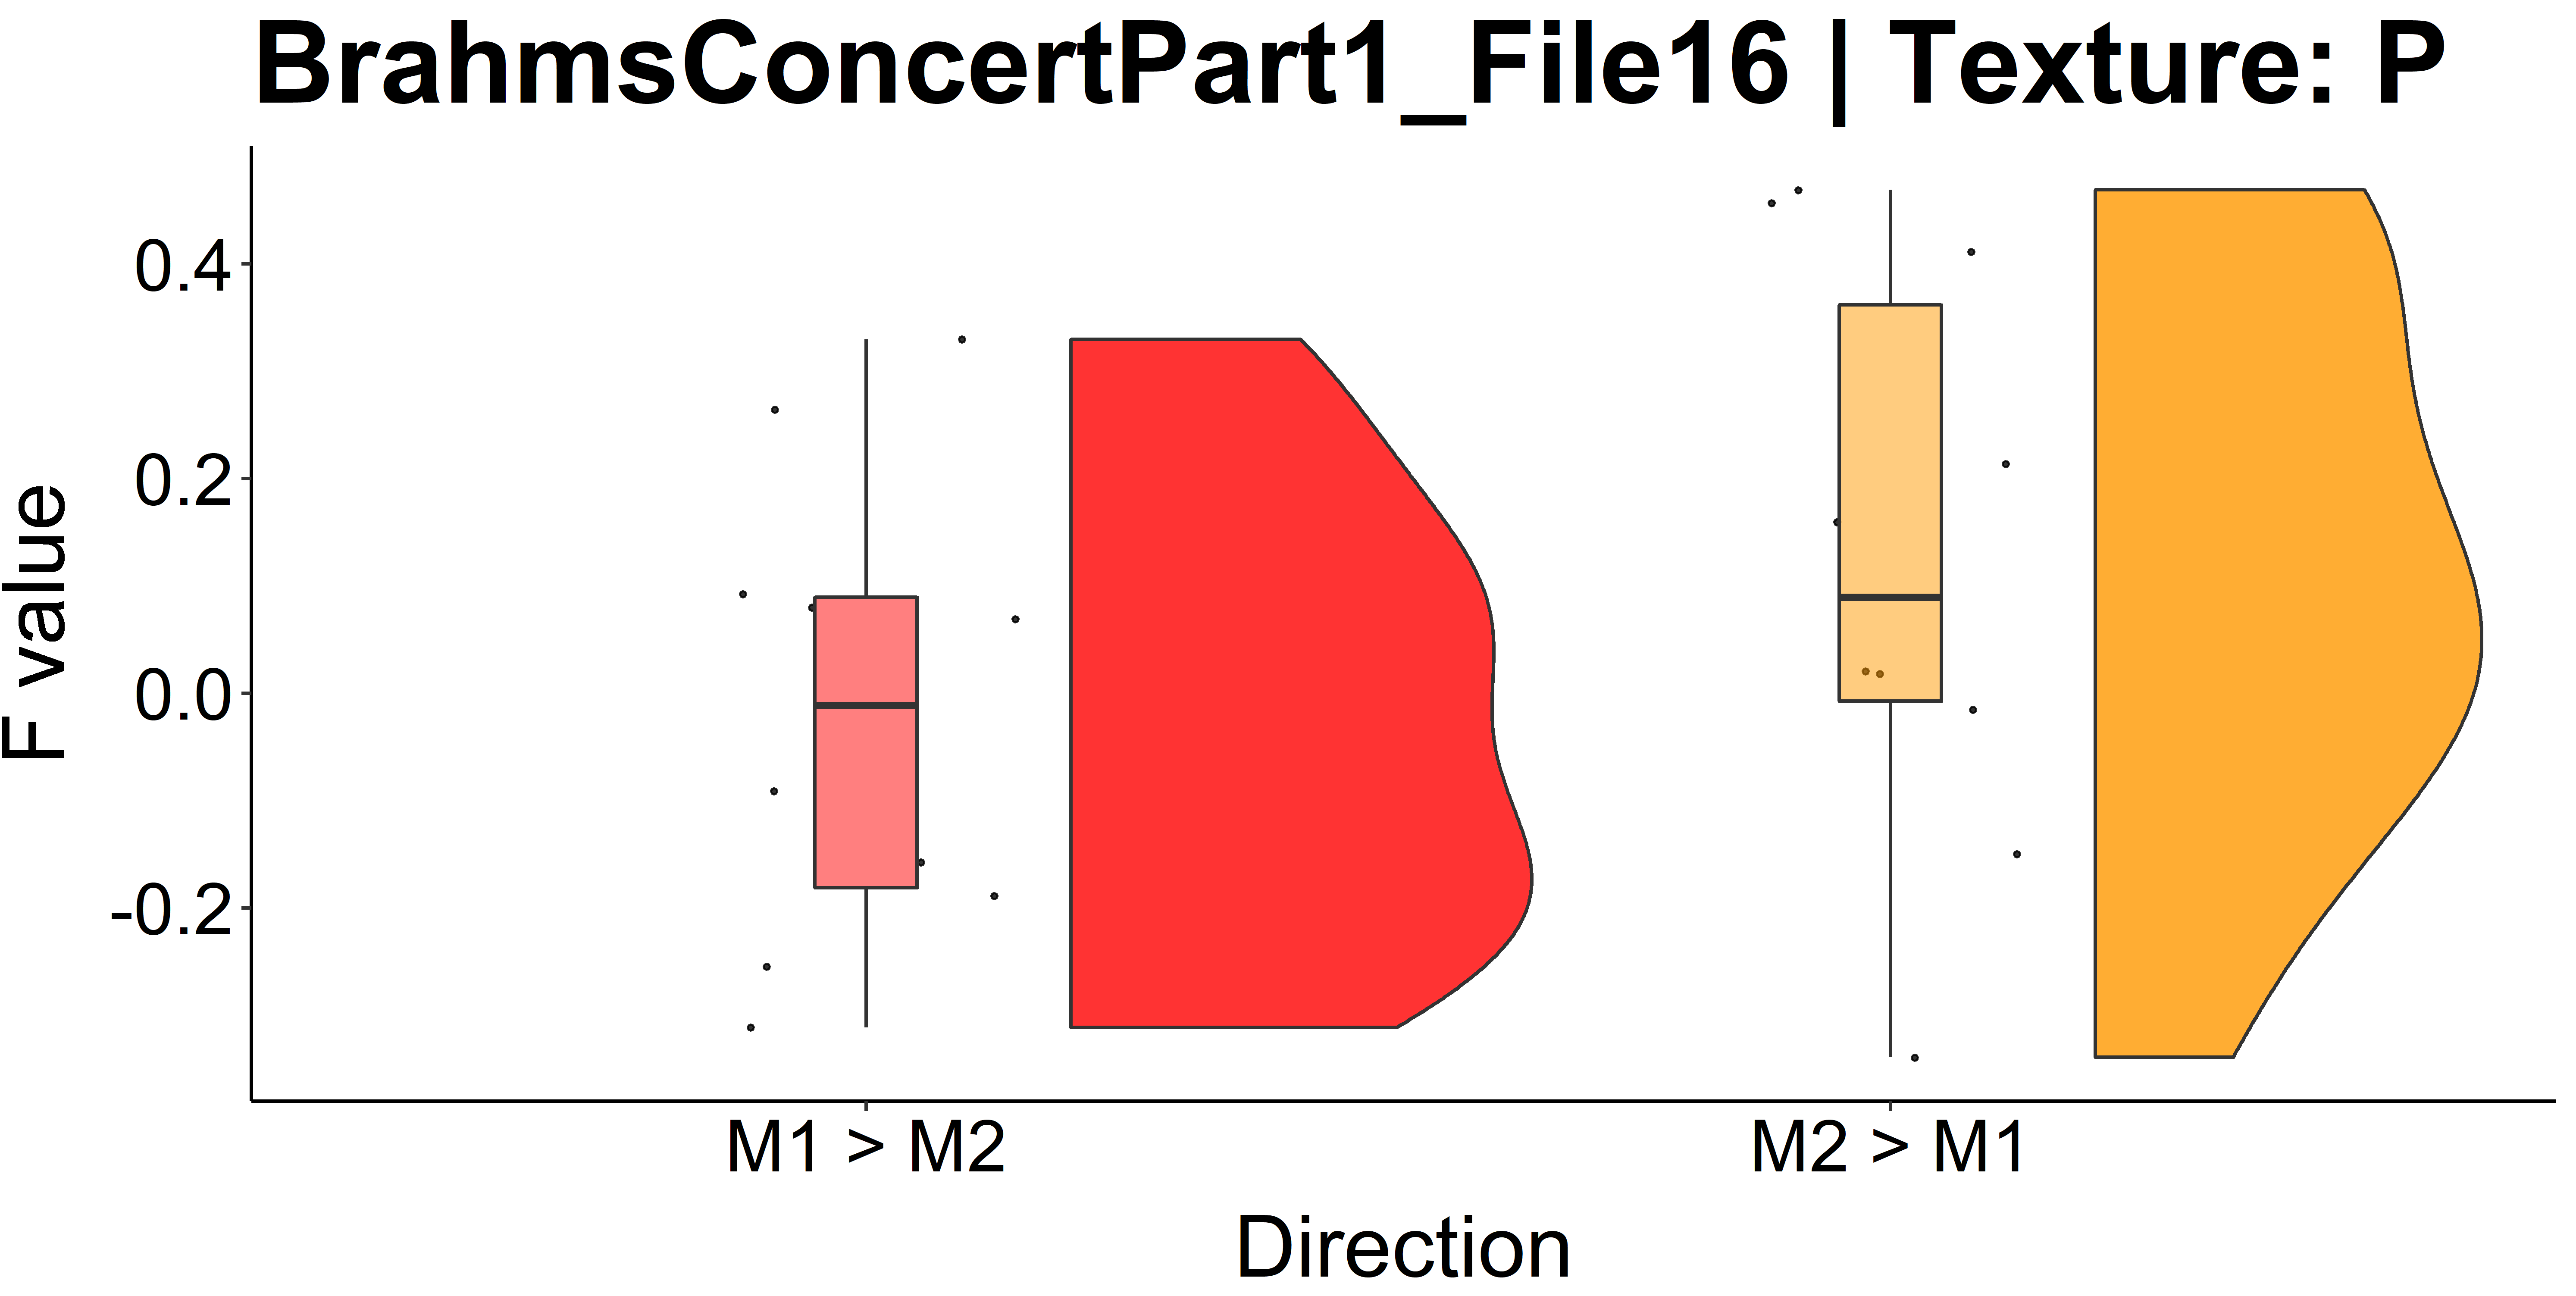 BrahmsConcertPart1_File16 | Texture: P
F value
0.4
0.2
0.0
-0.2
M1 > M2
M2 > M1
Direction